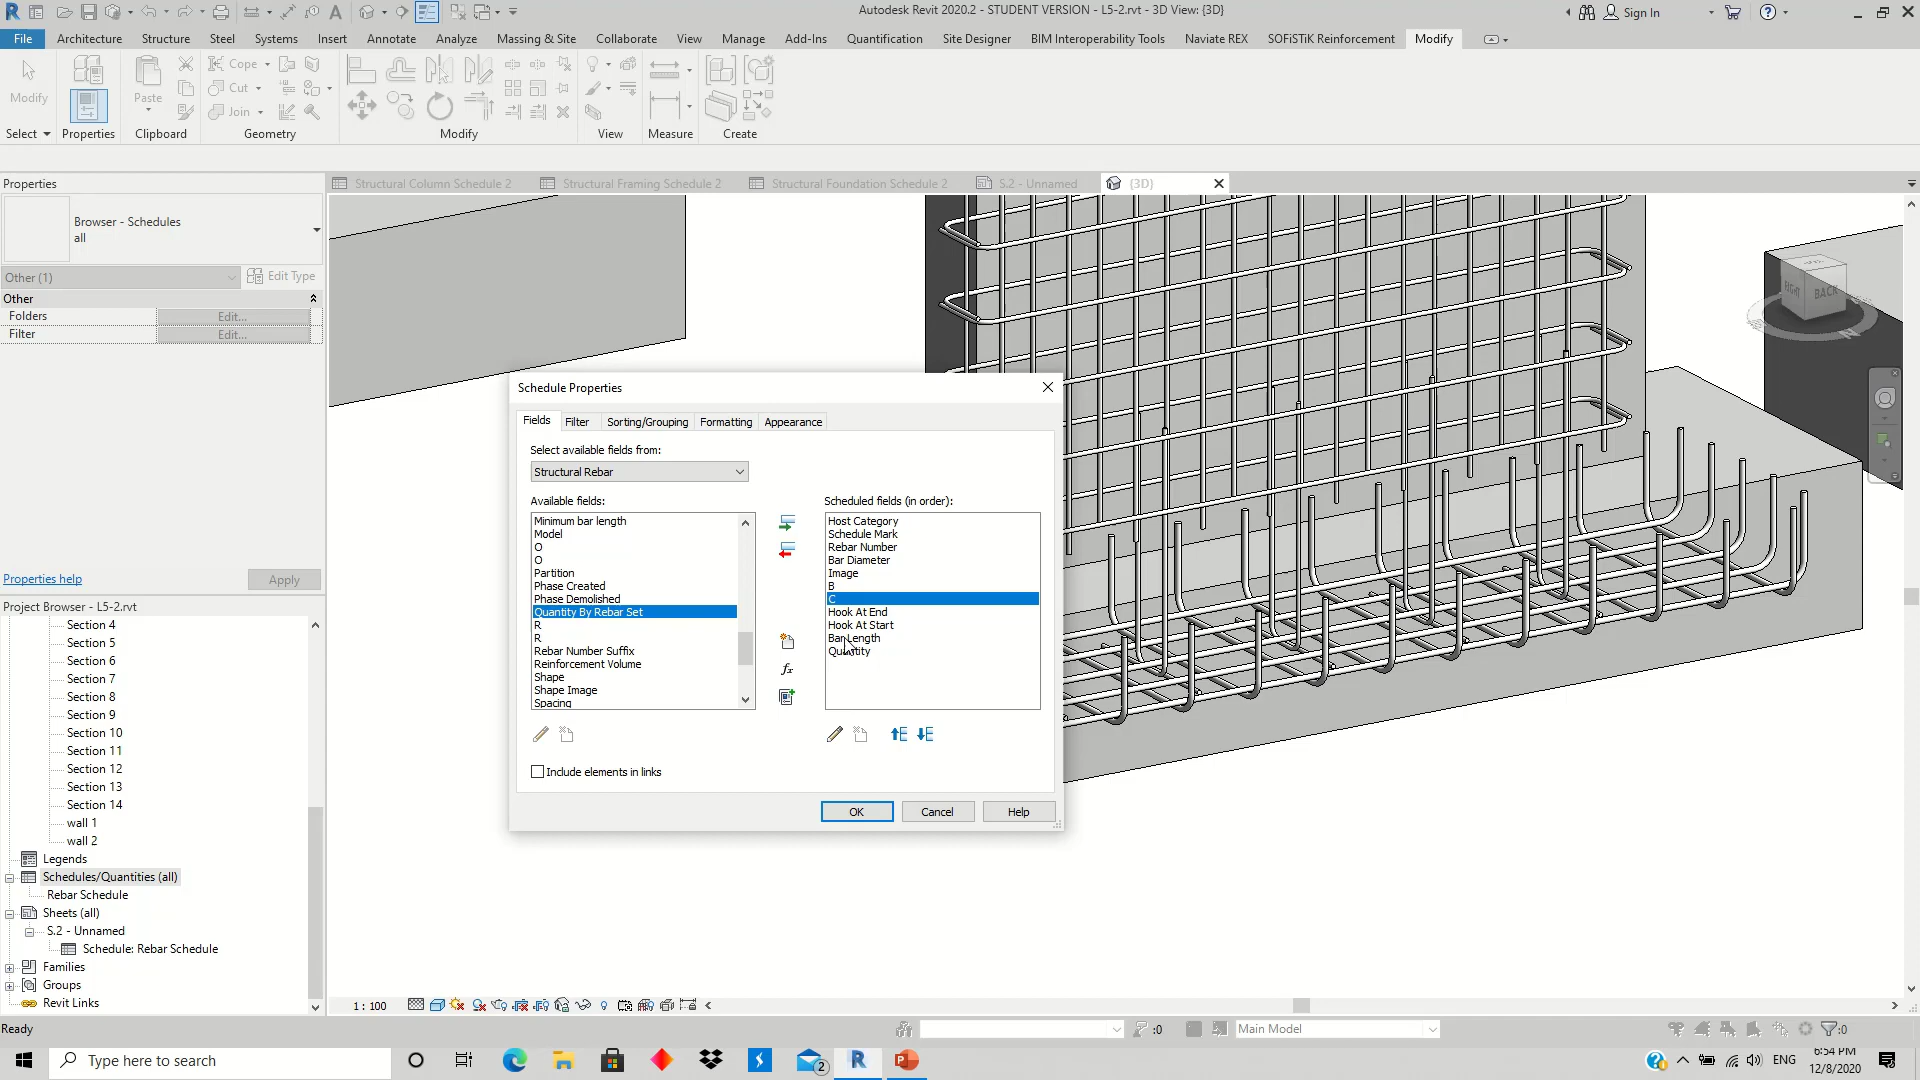 Autodesk Revit 2020.2 - STUDENT VERSION - L5-2.rvt - 3D View: {3D}
Sign In
File Architecture Structure Steel Systems Insert Annotate Analyze Massing & Site Collaborate View Manage Add-Ins Quantification Site Designer BIM Interoperability Tools Naviate REX SOFiSTiK Reinforcement Modify
Modify
Paste
Cope
Cut
Join
Select Properties Clipboard Geometry Modify View Measure Create
Properties
Structural Column Schedule 2 Structural Framing Schedule 2 Structural Foundation Schedule 2 S.2 - Unnamed {3D}
Browser - Schedules
all
Other (1) Edit Type
Other
Folders Edit...
Filter Edit...
RIGHT BACK
Properties help Apply
Schedule Properties
Fields Filter Sorting/Grouping Formatting Appearance
Select available fields from:
Structural Rebar
Available fields:
Minimum bar length
Model
O
O
Partition
Phase Created
Phase Demolished
Quantity By Rebar Set
R
R
Rebar Number Suffix
Reinforcement Volume
Shape
Shape Image
Spacing
Scheduled fields (in order):
Host Category
Schedule Mark
Rebar Number
Bar Diameter
Image
B
C
Hook At End
Hook At Start
Bar Length
Quantity
Include elements in links
OK Cancel Help
Project Browser - L5-2.rvt
Section 4
Section 5
Section 6
Section 7
Section 8
Section 9
Section 10
Section 11
Section 12
Section 13
Section 14
wall 1
wall 2
Legends
Schedules/Quantities (all)
Rebar Schedule
Sheets (all)
S.2 - Unnamed
Schedule: Rebar Schedule
Families
Groups
Revit Links
1 : 100
Ready :0 Main Model :0
Type here to search
2
ENG
6:54 PM
12/8/2020